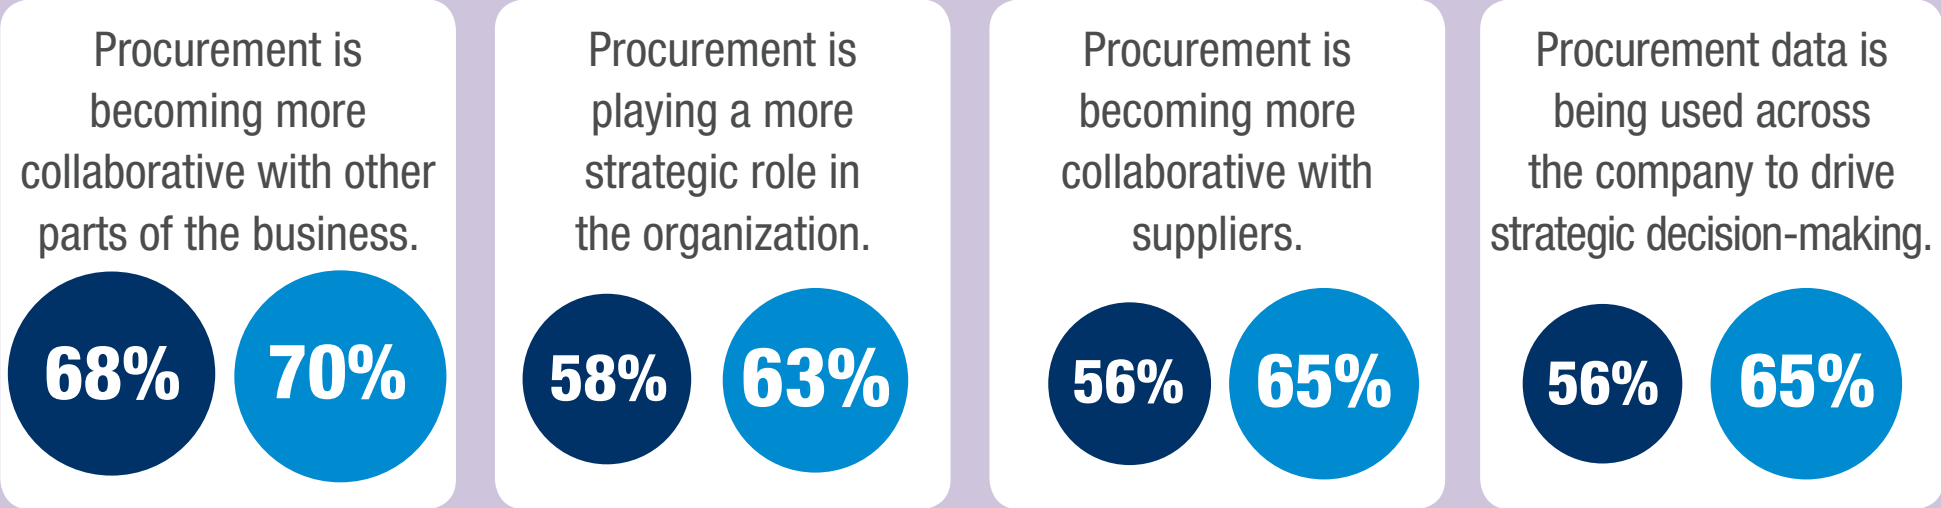 Procurement is
becoming more
collaborative with other
parts of the business.
68% 70%
Procurement is
playing a more
strategic role in
the organization.
58% 63%
Procurement is
becoming more
collaborative with
suppliers.
56% 65%
Procurement data is
being used across
the company to drive
strategic decision-making.
56% 65%